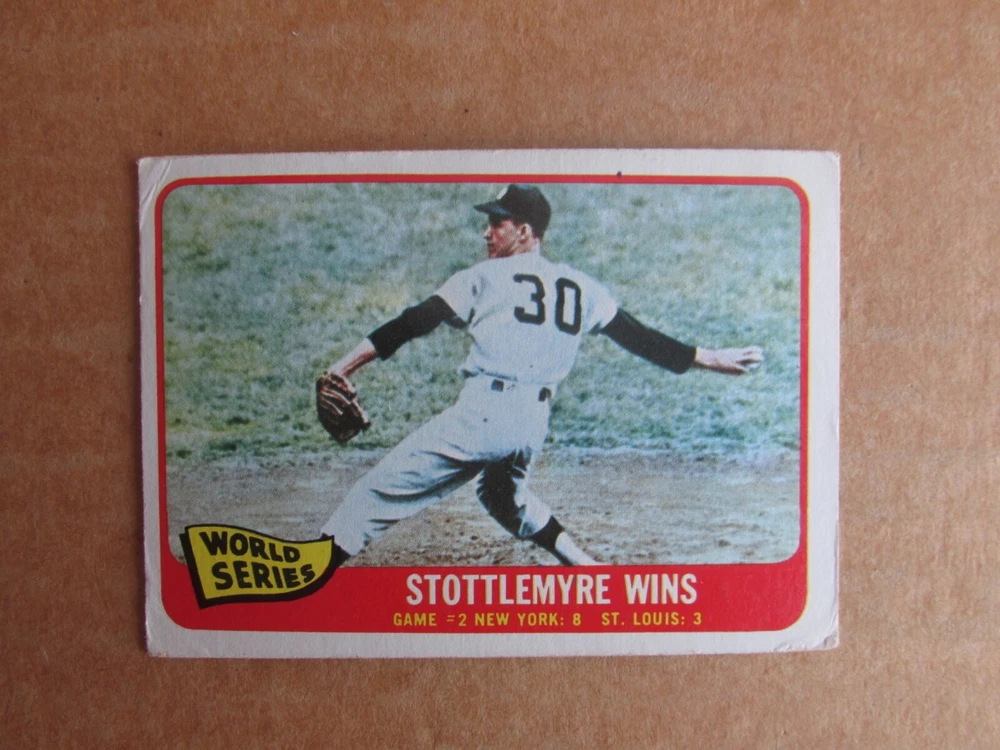 30
WORLD
SERIES
STOTTLEMYRE WINS
GAME =2 NEW YORK: 8 ST. LOUIS: 3